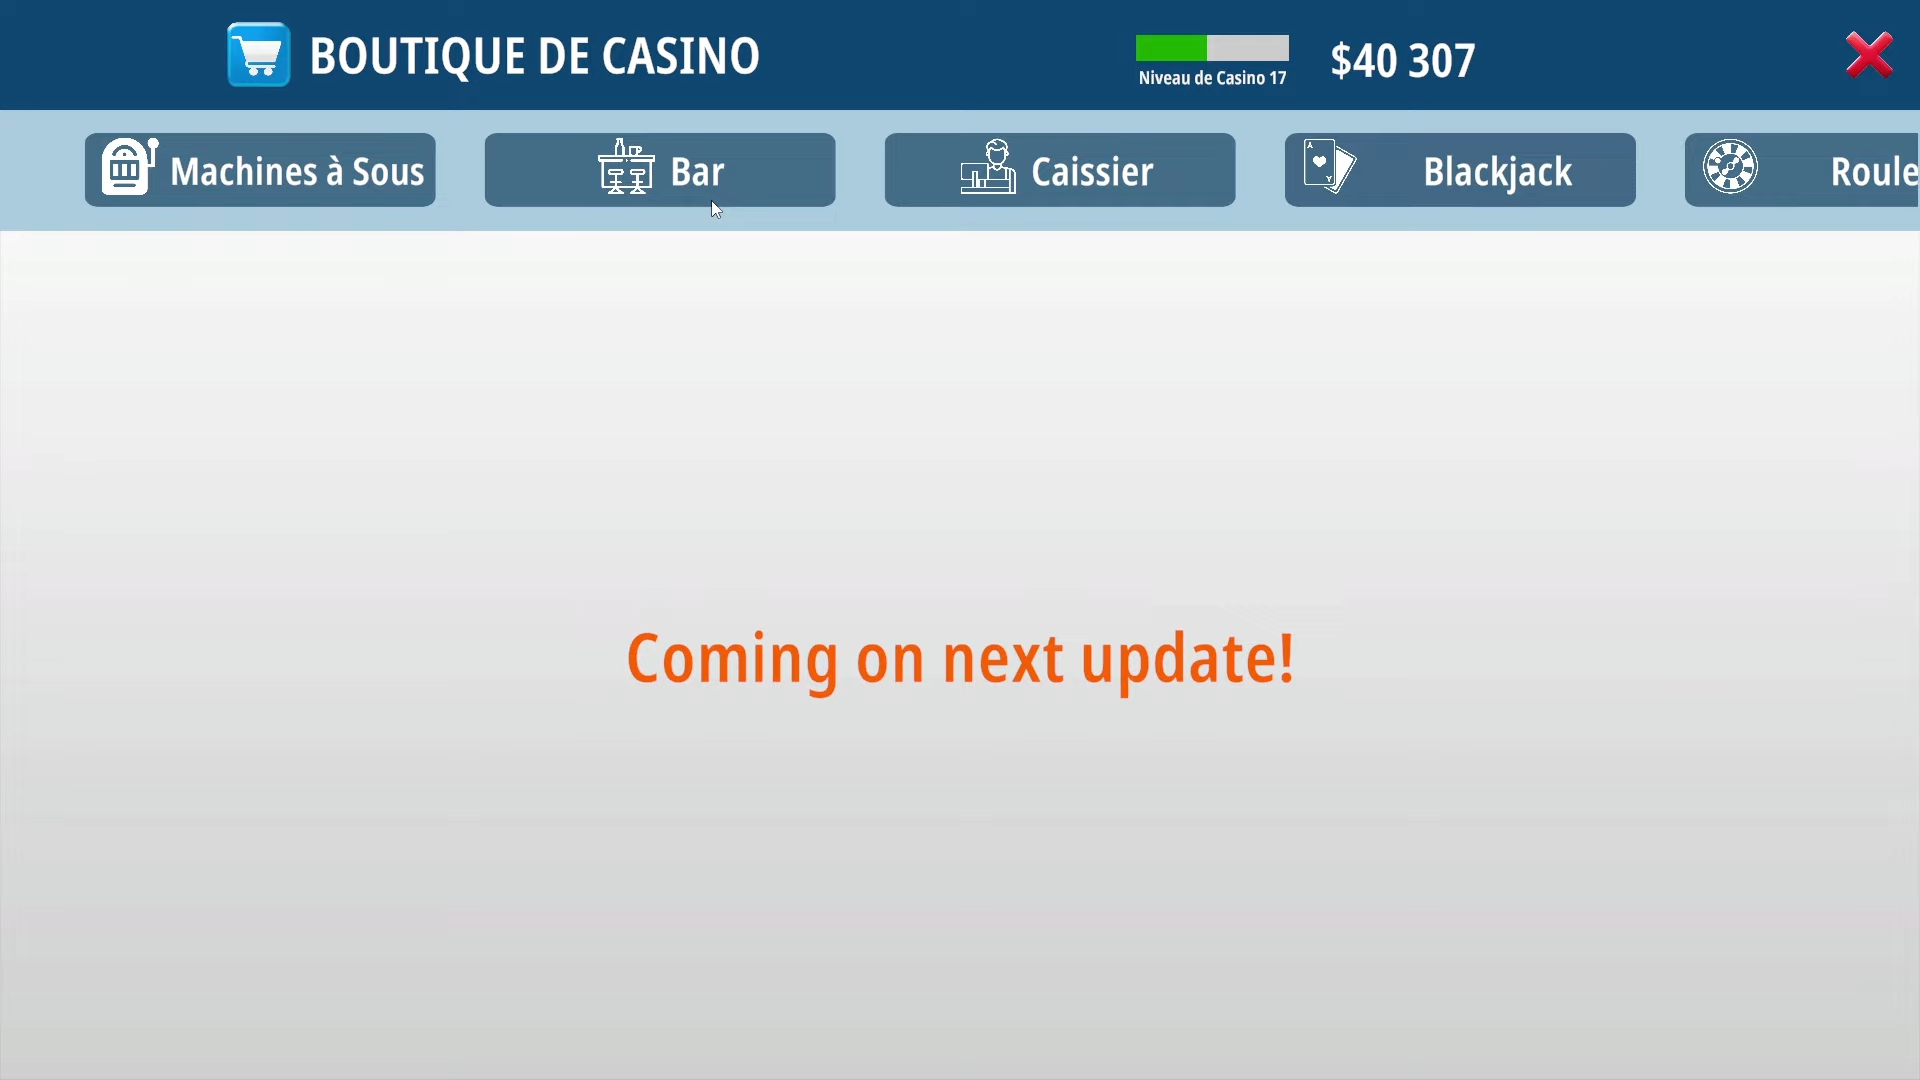 BOUTIQUE DE CASINO
Niveau de Casino 17
$40 307
Machines à Sous
Bar
Caissier
Blackjack
Roule
Coming on next update!